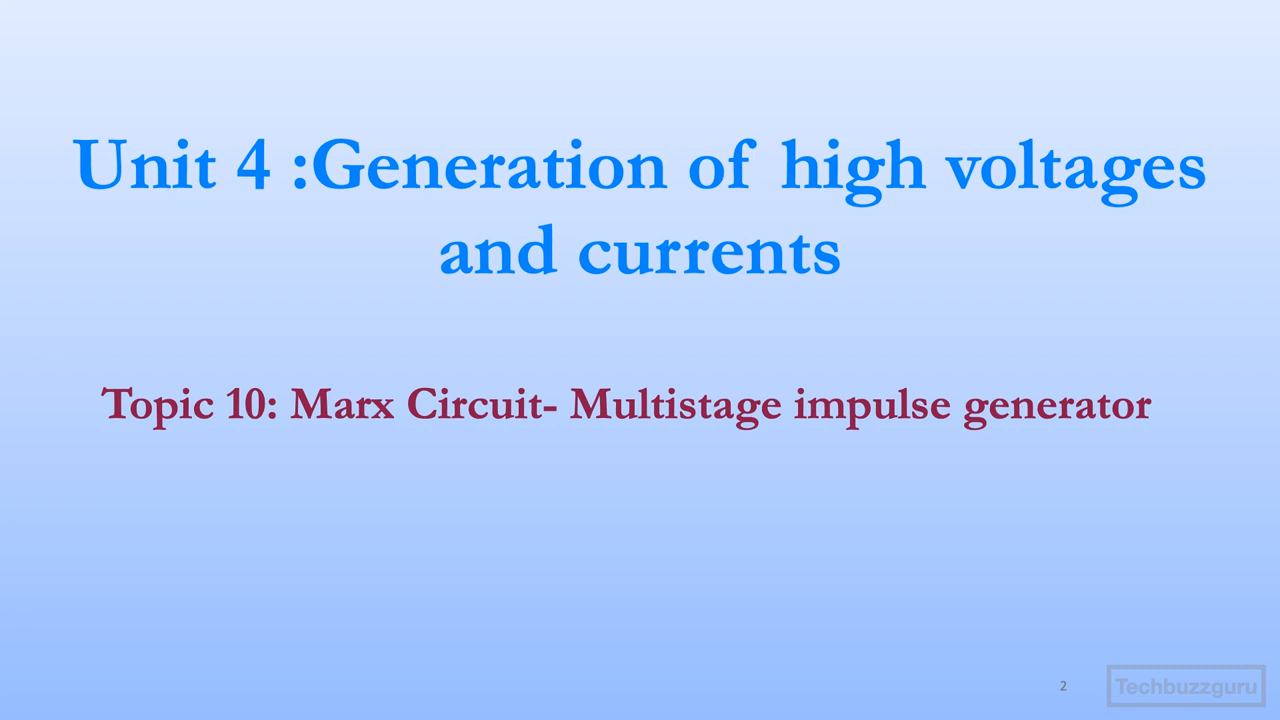 Unit 4 :Generation of high voltages
and currents
Topic 10: Marx Circuit- Multistage impulse generator
2
Techbuzzguru